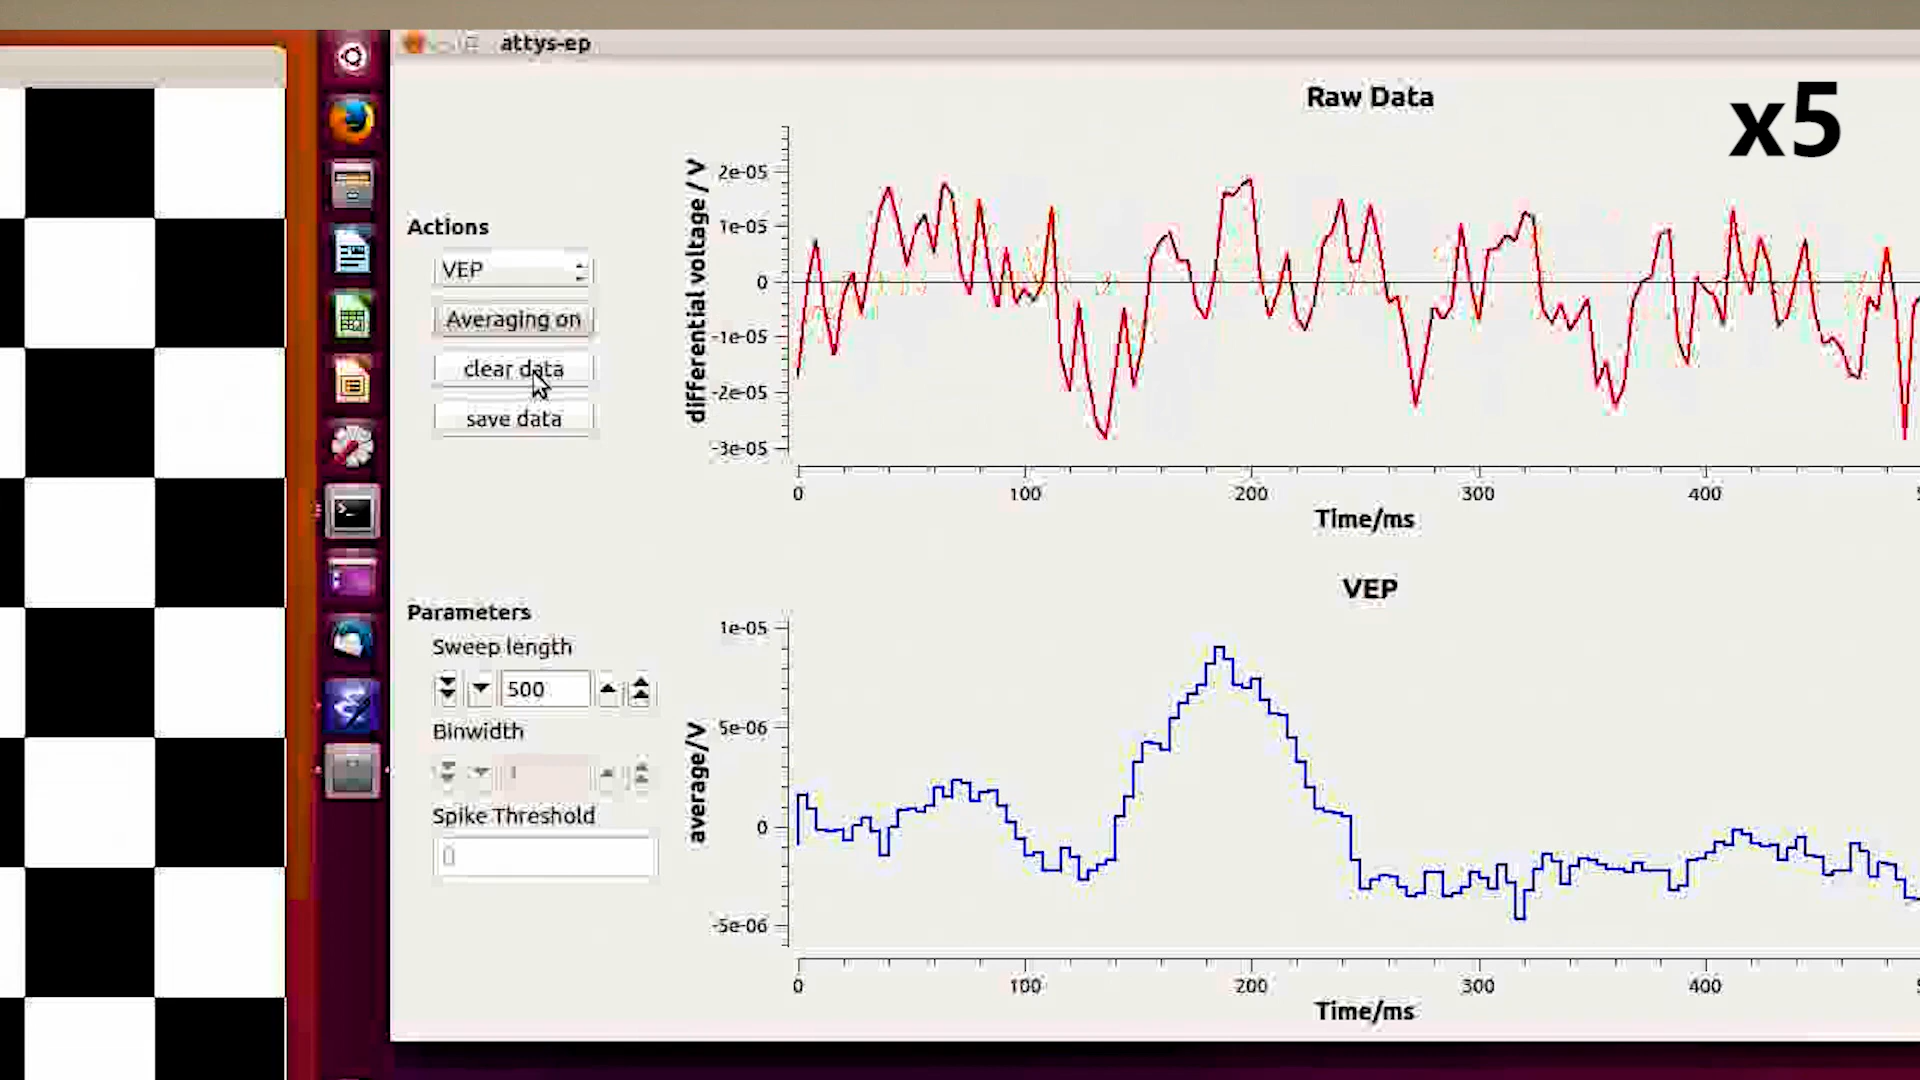 attys-ep
Raw Data
x5
Actions
VEP
Averaging on
clear data
save data
differential voltage / V
2e-05
1e-05
0
-1e-05
-2e-05
-3e-05
0 100 200 300 400
Time/ms
VEP
Parameters
Sweep length
500
Binwidth
Spike Threshold
0
average/V
1e-05
5e-06
0
-5e-06
0 100 200 300 400
Time/ms